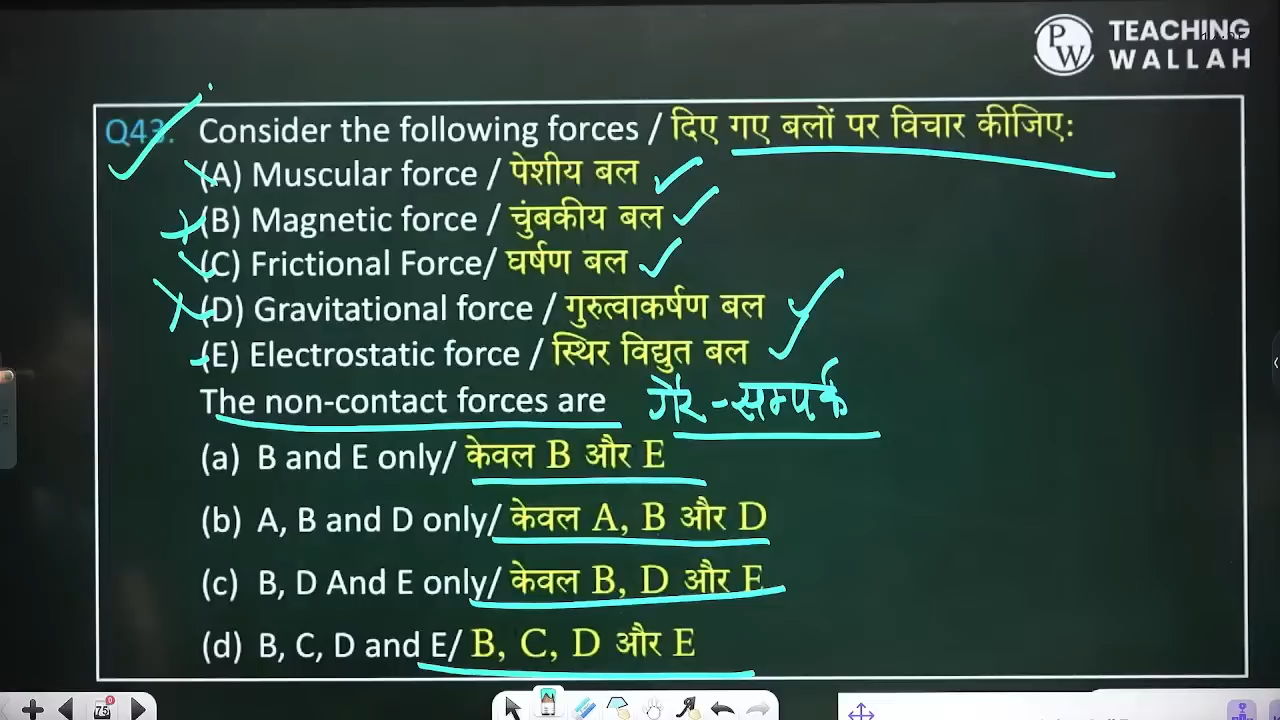 PW TEACHING
WALLAH
Q43. Consider the following forces / दिए गए बलों पर विचार कीजिए:
(A) Muscular force / पेशीय बल
(B) Magnetic force / चुंबकीय बल
(C) Frictional Force/ घर्षण बल
(D) Gravitational force / गुरुत्वाकर्षण बल
(E) Electrostatic force / स्थिर विद्युत बल
The non-contact forces are गैर-सम्पर्क
(a) B and E only/ केवल B और E
(b) A, B and D only/ केवल A, B और D
(c) B, D And E only/ केवल B, D और E
(d) B, C, D and E/ B, C, D और E
75